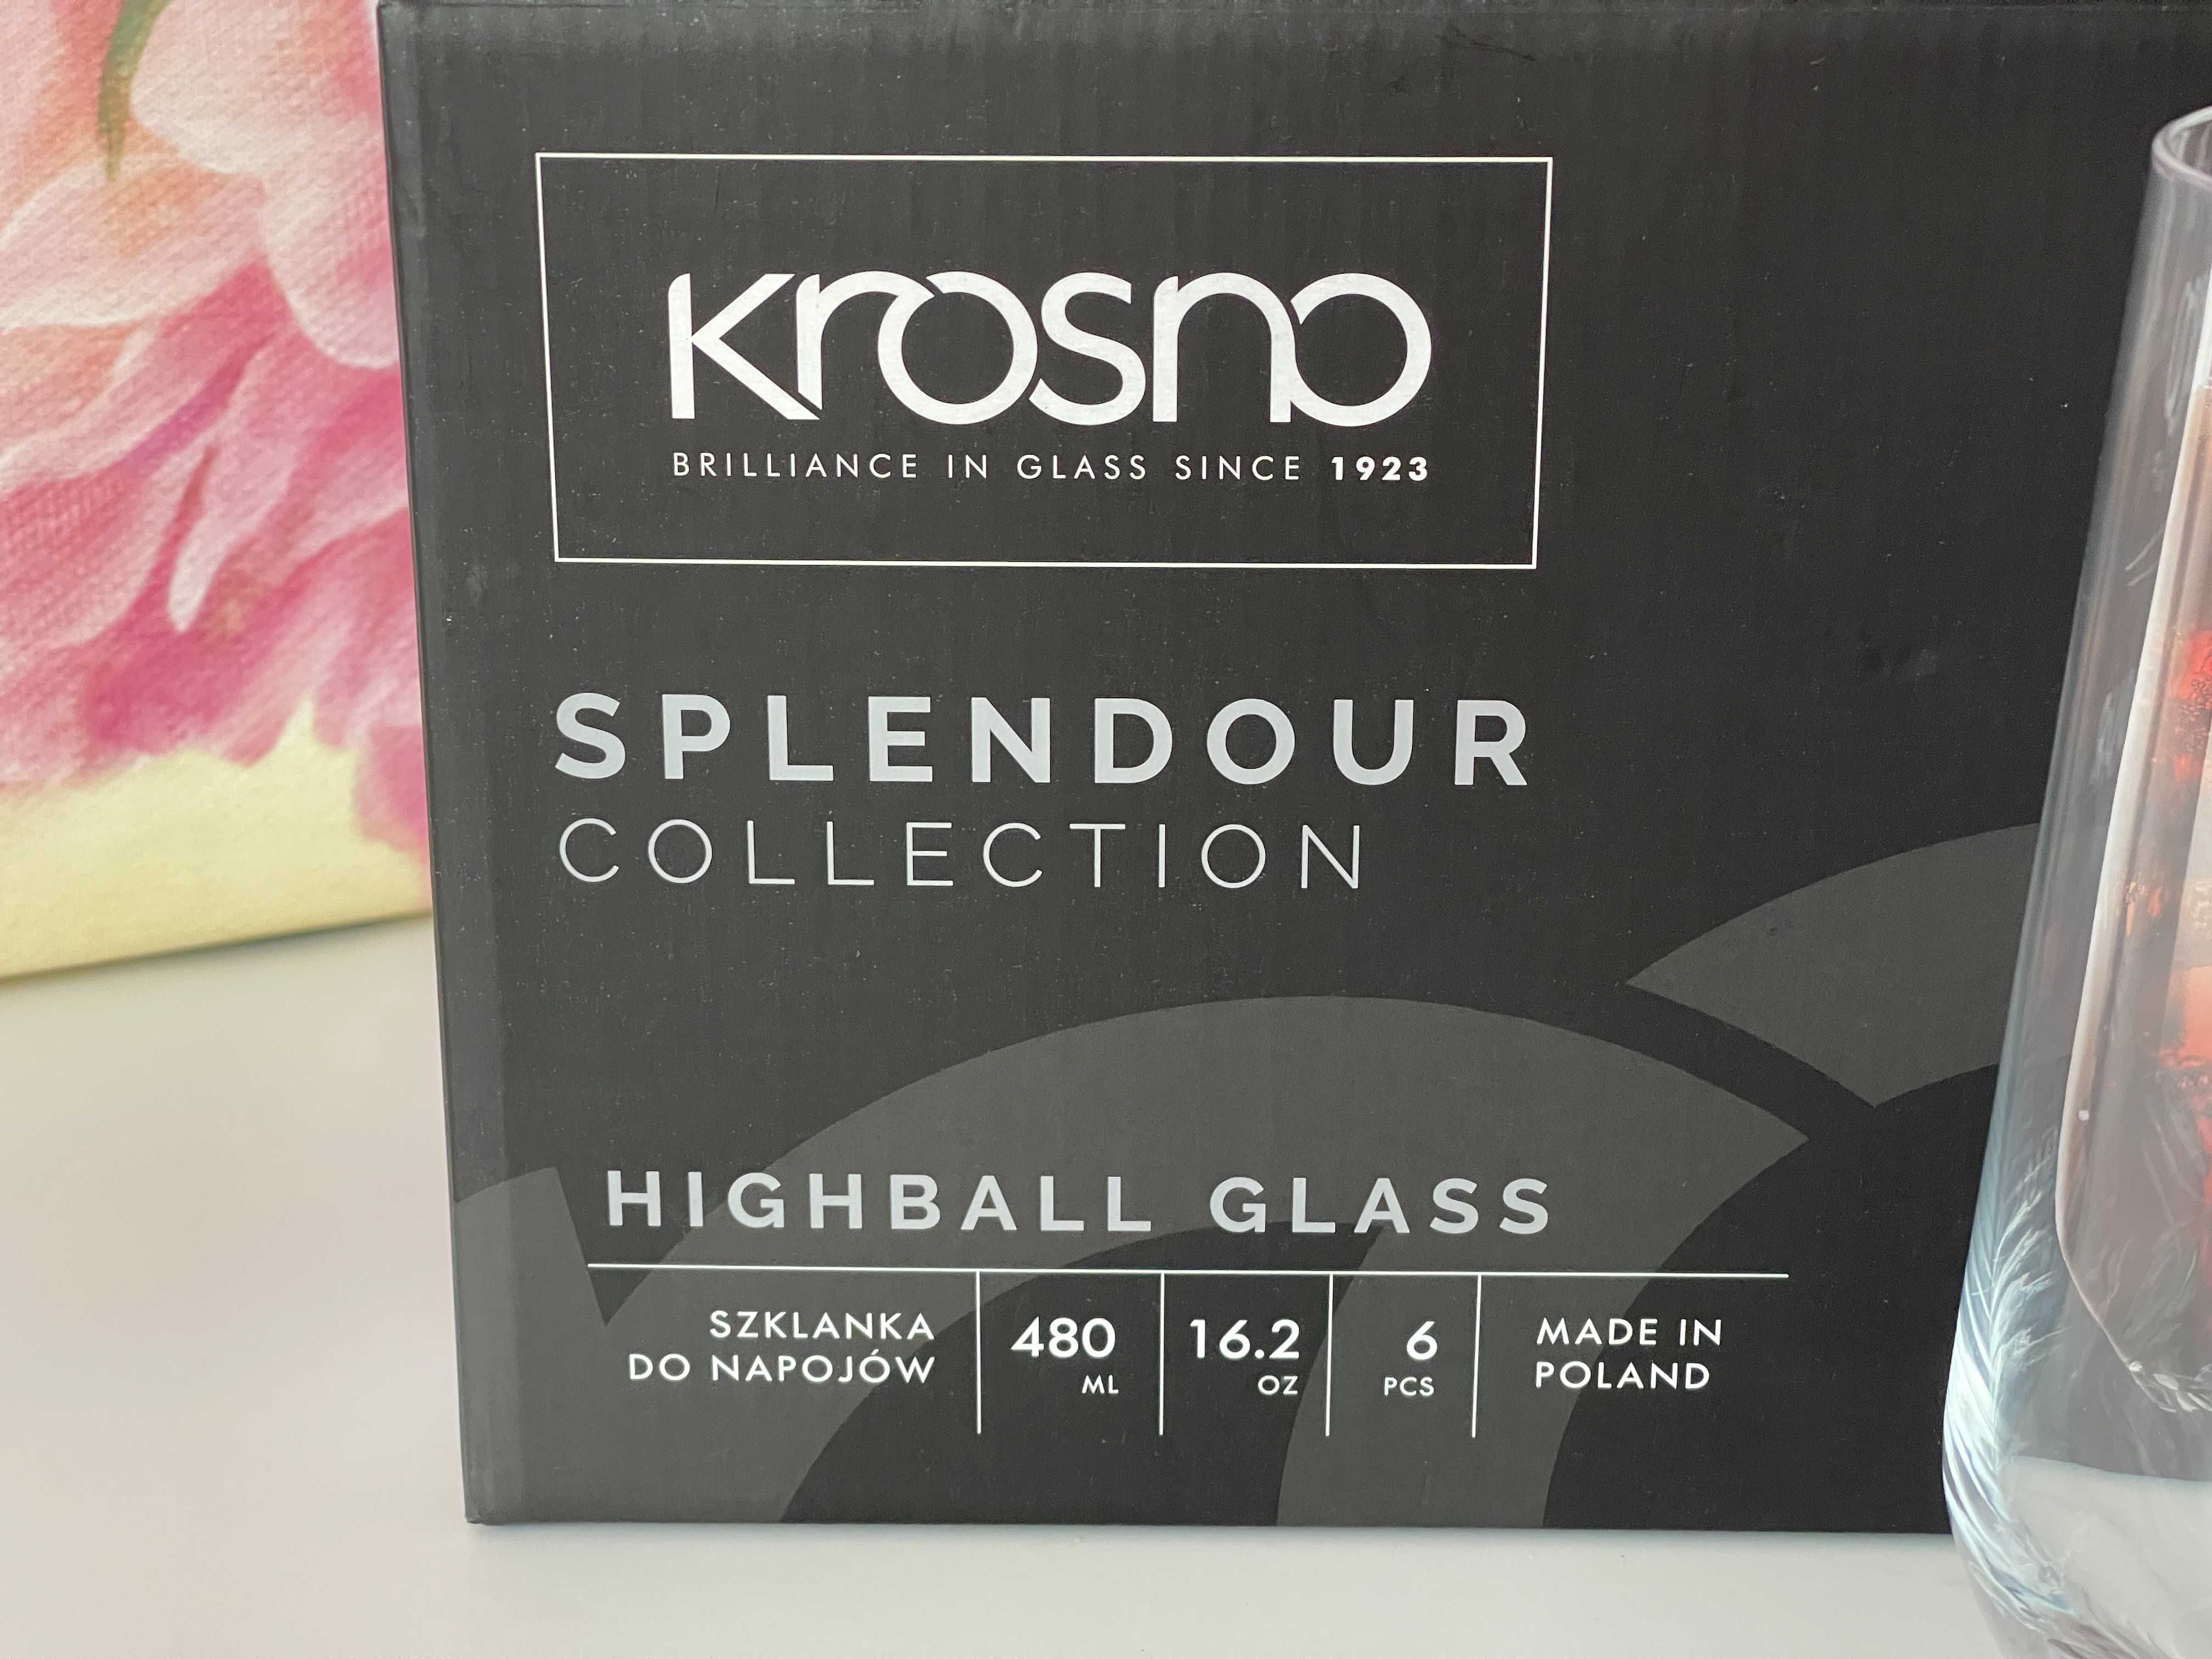 krosno
BRILLIANCE IN GLASS SINCE 1923
SPLENDOUR
COLLECTION
HIGHBALL GLASS
SZKLANKA
DO NAPOJÓW
480
ML
16.2
OZ
6
PCS
MADE IN
POLAND